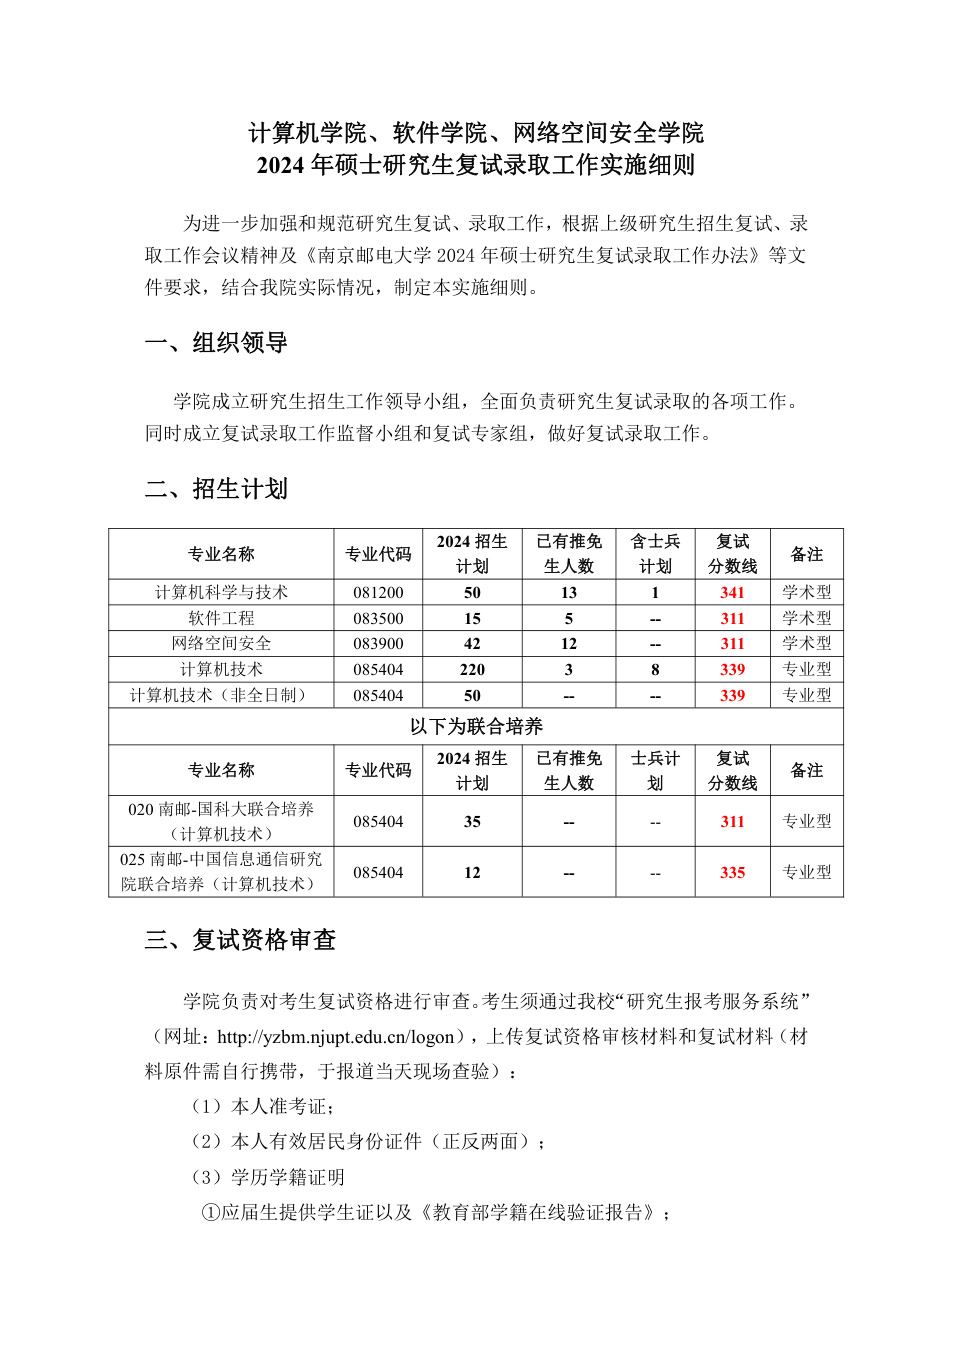 计算机学院、软件学院、网络空间安全学院
2024 年硕士研究生复试录取工作实施细则
为进一步加强和规范研究生复试、录取工作，根据上级研究生招生复试、录
取工作会议精神及《南京邮电大学 2024 年硕士研究生复试录取工作办法》等文
件要求，结合我院实际情况，制定本实施细则。
一、组织领导
学院成立研究生招生工作领导小组，全面负责研究生复试录取的各项工作。
同时成立复试录取工作监督小组和复试专家组，做好复试录取工作。
二、招生计划
专业名称 专业代码 2024 招生计划 已有推免生人数 含士兵计划 复试分数线 备注
计算机科学与技术 081200 50 13 1 341 学术型
软件工程 083500 15 5 -- 311 学术型
网络空间安全 083900 42 12 -- 311 学术型
计算机技术 085404 220 3 8 339 专业型
计算机技术（非全日制） 085404 50 -- -- 339 专业型
以下为联合培养
专业名称 专业代码 2024 招生计划 已有推免生人数 士兵计划 复试分数线 备注
020 南邮-国科大联合培养（计算机技术） 085404 35 -- -- 311 专业型
025 南邮-中国信息通信研究院联合培养（计算机技术） 085404 12 -- -- 335 专业型
三、复试资格审查
学院负责对考生复试资格进行审查。考生须通过我校“研究生报考服务系统”
（网址：http://yzbm.njupt.edu.cn/logon），上传复试资格审核材料和复试材料（材
料原件需自行携带，于报道当天现场查验）：
（1）本人准考证；
（2）本人有效居民身份证件（正反两面）；
（3）学历学籍证明
①应届生提供学生证以及《教育部学籍在线验证报告》；